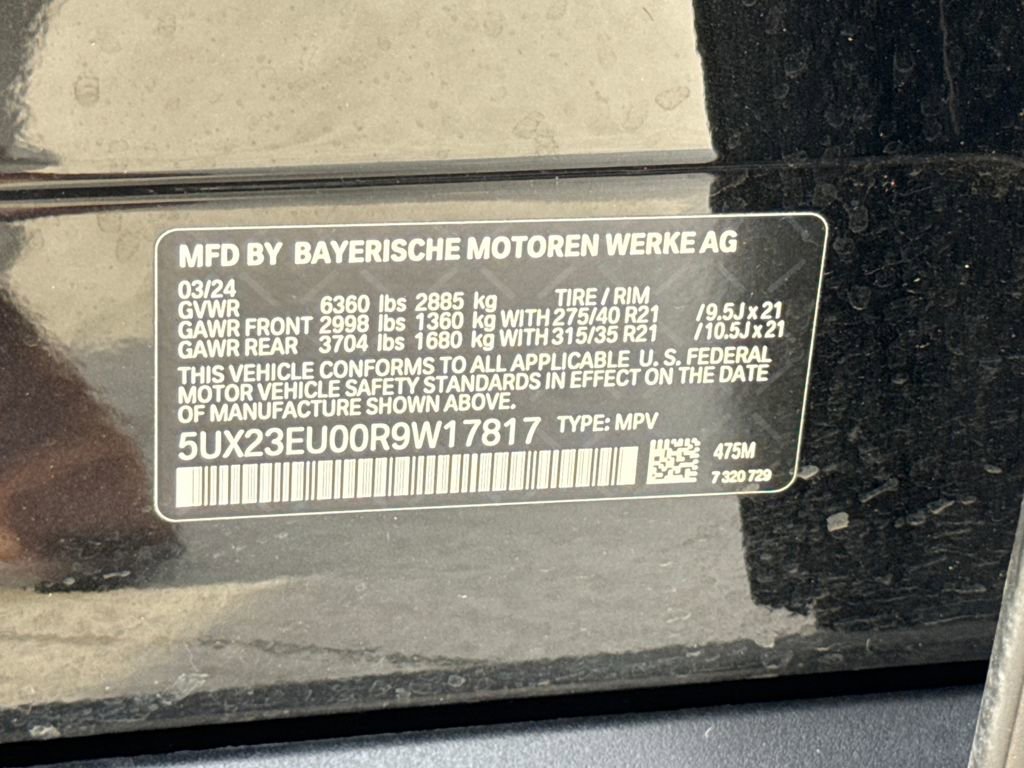 MFD BY BAYERISCHE MOTOREN WERKE AG
03/24 TIRE / RIM
GVWR 6360 lbs 2885 kg
GAWR FRONT 2998 lbs 1360 kg WITH 275/40 R21 /9.5J x 21
GAWR REAR 3704 lbs 1680 kg WITH 315/35 R21 /10.5J x 21
THIS VEHICLE CONFORMS TO ALL APPLICABLE U. S. FEDERAL
MOTOR VEHICLE SAFETY STANDARDS IN EFFECT ON THE DATE
OF MANUFACTURE SHOWN ABOVE.
5UX23EU00R9W17817 TYPE: MPV
475M
7 320 729